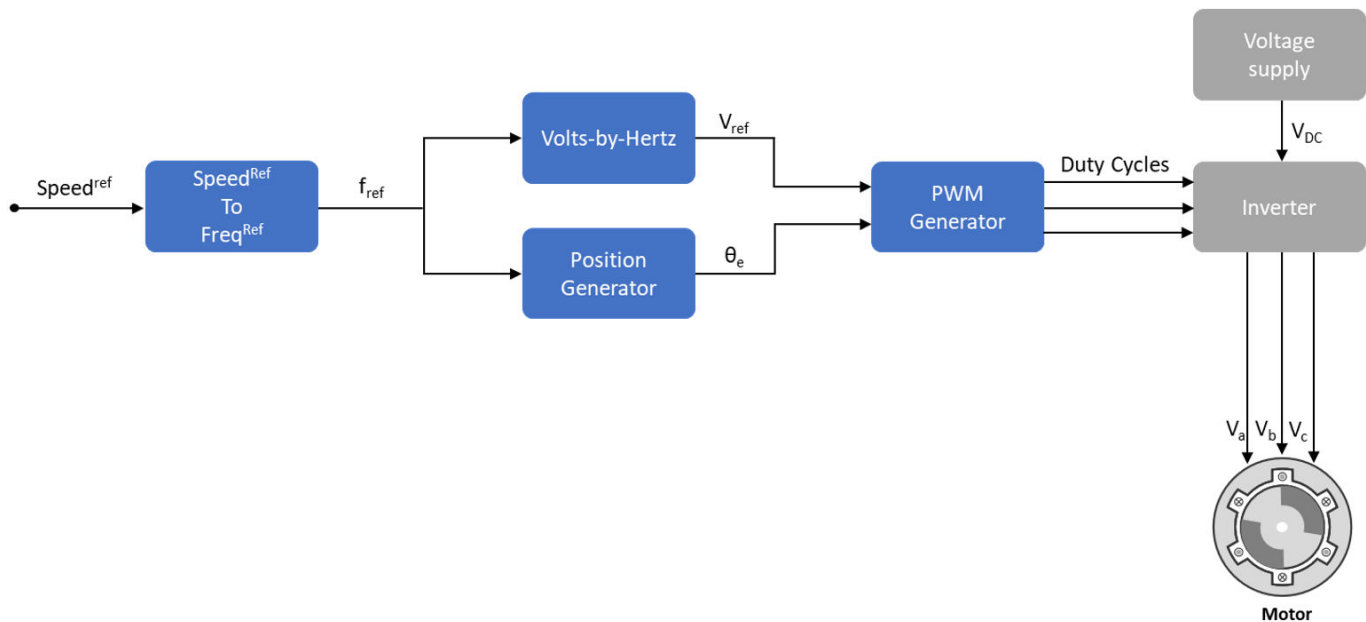 Voltage
supply
V_DC
Speed^ref
Speed^Ref
To
Freq^Ref
f_ref
Volts-by-Hertz
V_ref
Position
Generator
θ_e
PWM
Generator
Duty Cycles
Inverter
V_a
V_b
V_c
Motor